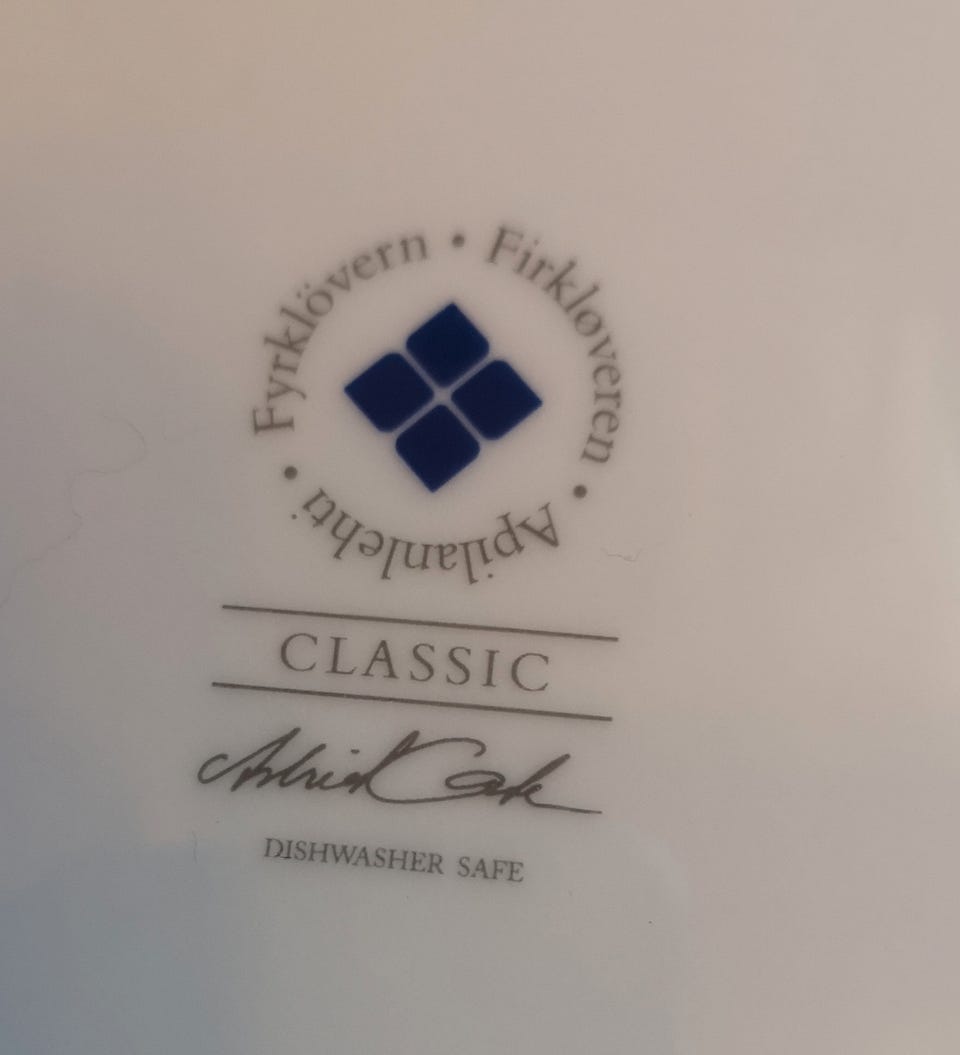 Fyrklövern • Firkløveren • Apilanlehti •
CLASSIC
DISHWASHER SAFE